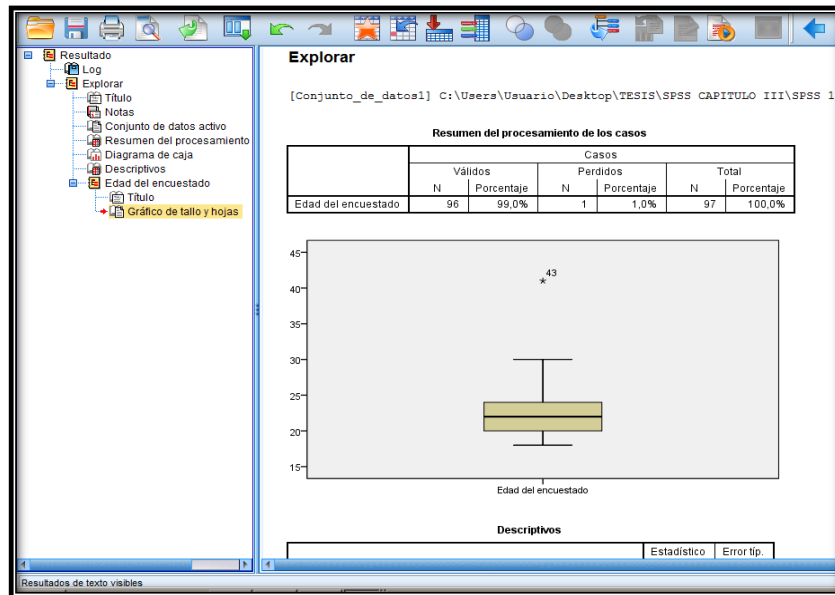 Resultado
Log
Explorar
Título
Notas
Conjunto de datos activo
Resumen del procesamiento
Diagrama de caja
Descriptivos
Edad del encuestado
Título
Gráfico de tallo y hojas
Explorar
[Conjunto_de_datos1] C:\Users\Usuario\Desktop\TESIS\SPSS CAPITULO III\SPSS 1
Resumen del procesamiento de los casos
Casos
Válidos Perdidos Total
N Porcentaje N Porcentaje N Porcentaje
Edad del encuestado 96 99,0% 1 1,0% 97 100,0%
45
43
40
35
30
25
20
15
Edad del encuestado
Descriptivos
Estadístico Error típ.
Resultados de texto visibles